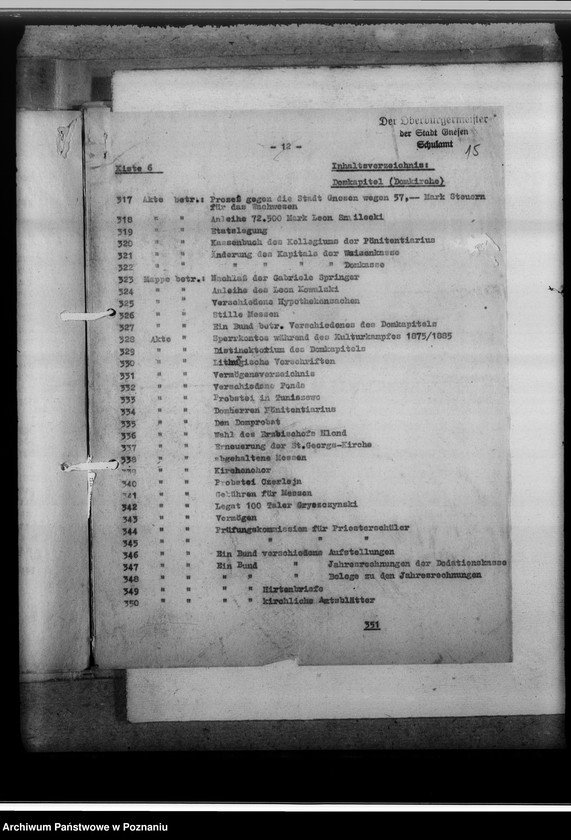 Der Oberbürgermeister
der Stadt Gnesen
Schulamt
15
- 12 -
Kiste 6
Inhaltsverzeichnis:
Domkapitel (Domkirche)
317 Akte betr.: Prozeß gegen die Stadt Gnesen wegen 57,-- Mark Steuern
für das Wachwesen
318 " " Anleihe 72.500 Mark Leon Smilecki
319 " " Etatslegung
320 " " Kassenbuch des Kollegiums der Pönitentiarius
321 " " Änderung des Kapitals der Waisenkasse
322 " " " " " " Domkasse
323 Mappe betr.: Nachlaß der Gabriele Springer
324 " " Anleihe des Leon Kowalski
325 " " Verschiedene Hypothekensachen
326 " " Stille Messen
327 " " Ein Bund betr. Verschiedenes des Domkapitels
328 Akte " Sperrkontos während des Kulturkampfes 1875/1885
329 " " Distinktorium des Domkapitels
330 " " Lithurgische Vorschriften
331 " " Vermögensverzeichnis
332 " " Verschiedene Fonds
333 " " Probstei in
334 " " Domherren Pönitentiarius
335 " " Den Domprobst
336 " " Wahl des Erzbischofs Hlond
337 " " Erneuerung der St.Georgs-Kirche
338 " " abgehaltene Messen
339 " " Kirchenchor
340 " " Probstei
341 " " Gebühren für Messen
342 " " Legat 100 Taler
343 " " Vermögen
344 " " Prüfungskommission für Priesterschüler
345 " " " " "
346 " " Ein Bund verschiedene Aufstellungen
347 " " Ein Bund " Jahresrechnungen der Dodationskasse
348 " " " " " Belege zu den Jahresrechnungen
349 " " " " Hirtenbriefe
350 " " " " kirchliche Amtsblätter
351
Archiwum Państwowe w Poznaniu